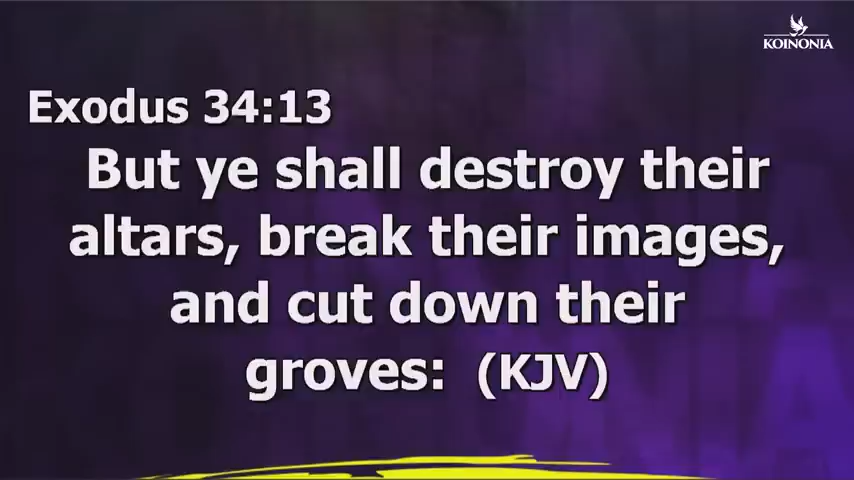 KOINONIA
Exodus 34:13
But ye shall destroy their
altars, break their images,
and cut down their
groves: (KJV)